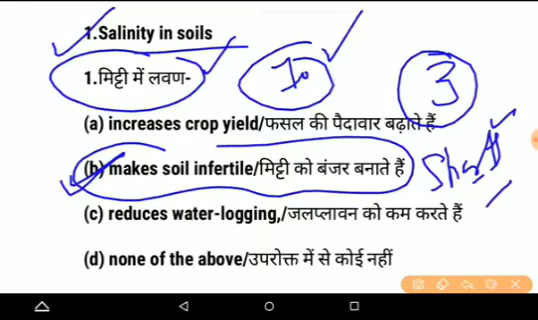 1.Salinity in soils
1.मिट्टी में लवण-
3
(a) increases crop yield/फसल की पैदावार बढ़ाते हैं
(b) makes soil infertile/मिट्टी को बंजर बनाते हैं
(c) reduces water-logging,/जलप्लावन को कम करते हैं
(d) none of the above/उपरोक्त में से कोई नहीं